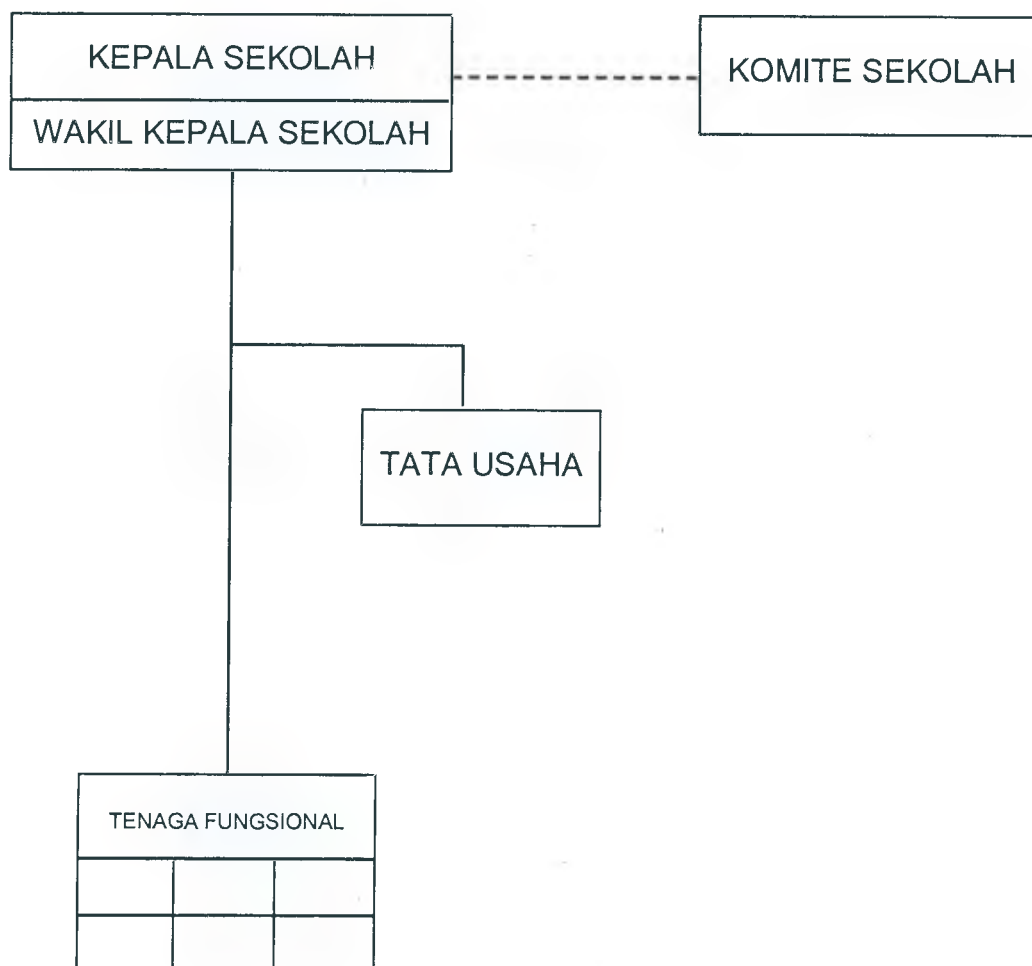 KEPALA SEKOLAH
KOMITE SEKOLAH
WAKIL KEPALA SEKOLAH
TATA USAHA
TENAGA FUNGSIONAL